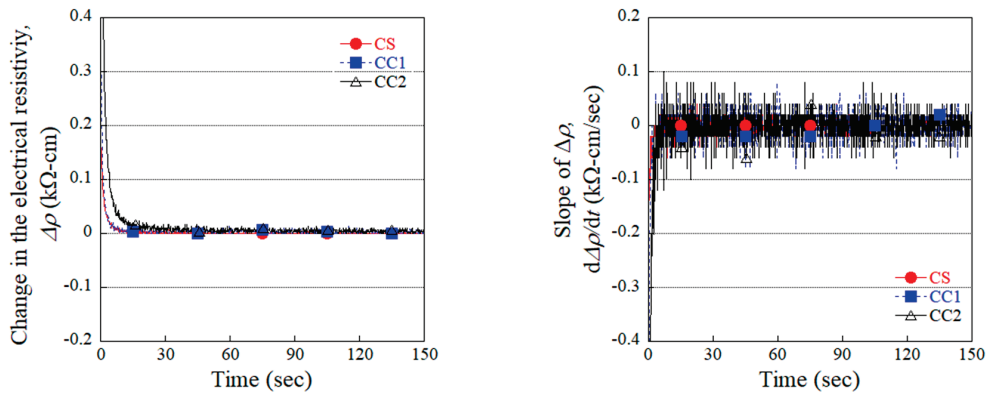 Change in the electrical resistiviy,
Δρ (kΩ-cm)
0.4
0.3
0.2
0.1
0
-0.1
-0.2
CS
CC1
CC2
0 30 60 90 120 150
Time (sec)
Slope of Δρ,
dΔρ/dt (kΩ-cm/sec)
0.2
0.1
0
-0.1
-0.2
-0.3
-0.4
CS
CC1
CC2
0 30 60 90 120 150
Time (sec)